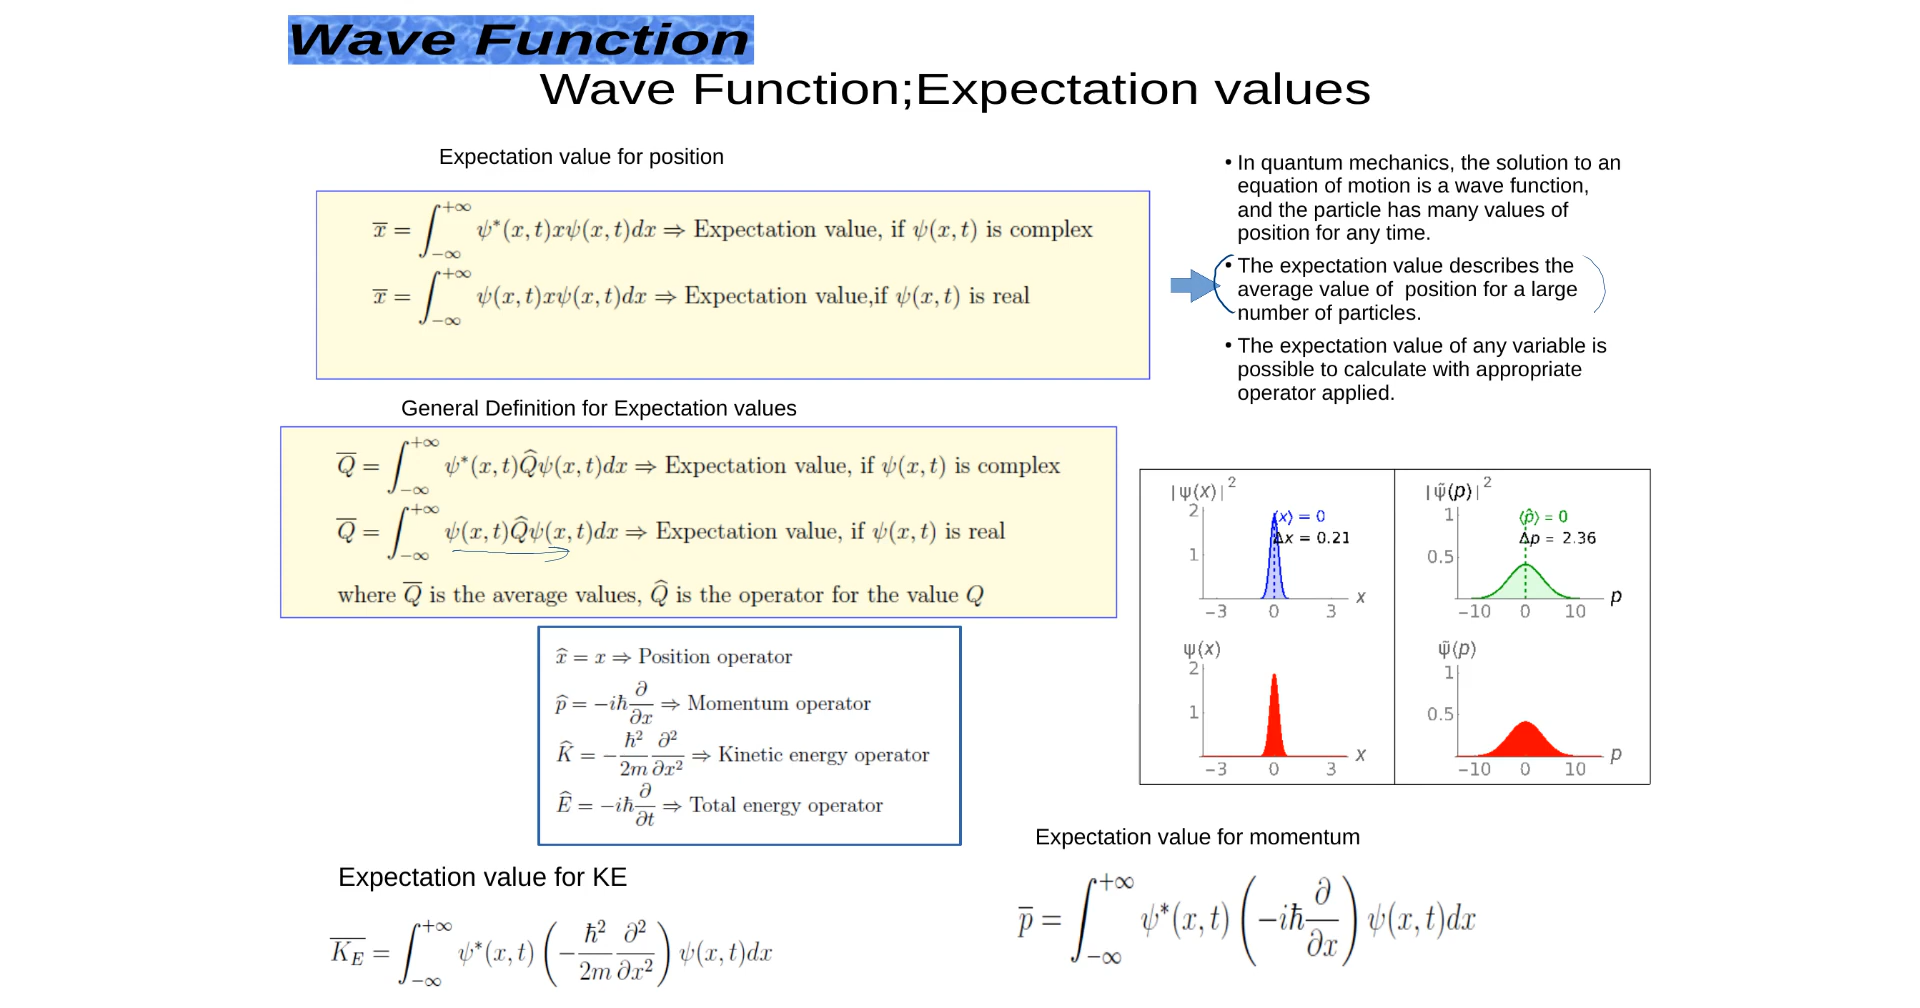 Wave Function
Wave Function;Expectation values
Expectation value for position
x̅ = ∫_{-∞}^{+∞} ψ*(x,t)xψ(x,t)dx ⇒ Expectation value, if ψ(x,t) is complex
x̅ = ∫_{-∞}^{+∞} ψ(x,t)xψ(x,t)dx ⇒ Expectation value,if ψ(x,t) is real
• In quantum mechanics, the solution to an
equation of motion is a wave function,
and the particle has many values of
position for any time.
• The expectation value describes the
average value of position for a large
number of particles.
• The expectation value of any variable is
possible to calculate with appropriate
operator applied.
General Definition for Expectation values
Q̅ = ∫_{-∞}^{+∞} ψ*(x,t)Q̂ψ(x,t)dx ⇒ Expectation value, if ψ(x,t) is complex
Q̅ = ∫_{-∞}^{+∞} ψ(x,t)Q̂ψ(x,t)dx ⇒ Expectation value, if ψ(x,t) is real
where Q̅ is the average values, Q̂ is the operator for the value Q
x̂ = x ⇒ Position operator
p̂ = -iħ ∂/∂x ⇒ Momentum operator
K̂ = -ħ²/2m ∂²/∂x² ⇒ Kinetic energy operator
Ê = -iħ ∂/∂t ⇒ Total energy operator
|ψ(x)|²
2
⟨x⟩ = 0
Δx = 0.21
1
-3 0 3 x
|ψ̃(p)|²
1
⟨p̂⟩ = 0
Δp = 2.36
0.5
-10 0 10 p
ψ(x)
2
1
-3 0 3 x
ψ̃(p)
1
0.5
-10 0 10 p
Expectation value for KE
K̅_E̅ = ∫_{-∞}^{+∞} ψ*(x,t) (-ħ²/2m ∂²/∂x²) ψ(x,t)dx
Expectation value for momentum
p̅ = ∫_{-∞}^{+∞} ψ*(x,t) (-iħ ∂/∂x) ψ(x,t)dx